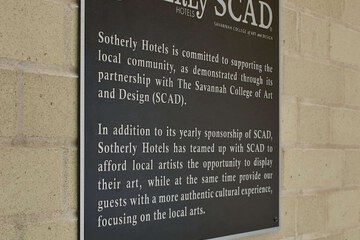 SCAD
HOTELS
SAVANNAH COLLEGE of ART and DESIGN
Sotherly Hotels is committed to supporting the
local community, as demonstrated through its
partnership with The Savannah College of Art
and Design (SCAD).
In addition to its yearly sponsorship of SCAD,
Sotherly Hotels has teamed up with SCAD to
afford local artists the opportunity to display
their art, while at the same time provide our
guests with a more authentic cultural experience,
focusing on the local arts.